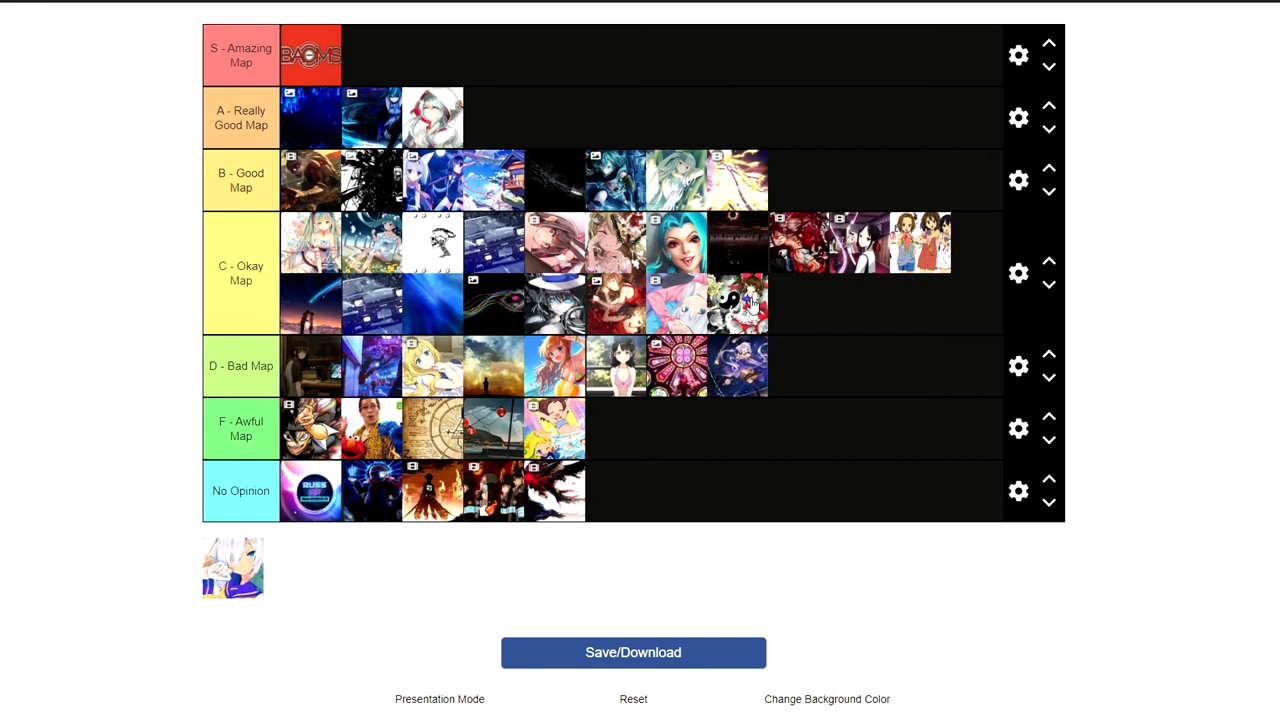 S - Amazing
Map
BAOMS
A - Really
Good Map
B - Good
Map
C - Okay
Map
D - Bad Map
F - Awful
Map
No Opinion
Save/Download
Presentation Mode
Reset
Change Background Color